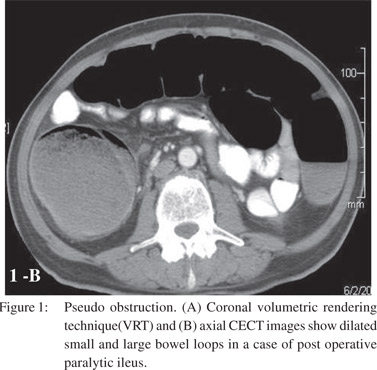 100
mm
1 -B
6/2/20
Figure 1: Pseudo obstruction. (A) Coronal volumetric rendering
technique(VRT) and (B) axial CECT images show dilated
small and large bowel loops in a case of post operative
paralytic ileus.